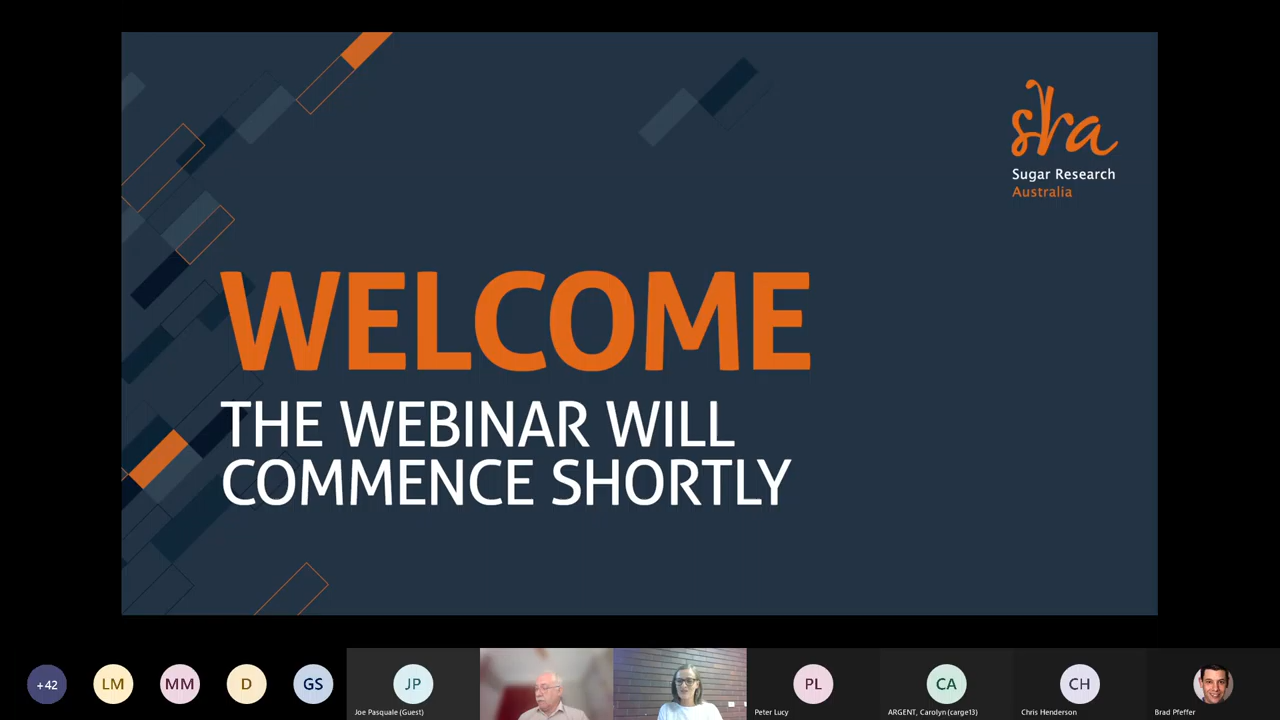 sra
Sugar Research
Australia
WELCOME
THE WEBINAR WILL
COMMENCE SHORTLY
+42
LM
MM
D
GS
JP
Joe Pasquale (Guest)
PL
Peter Lucy
CA
ARGENT, Carolyn (carge13)
CH
Chris Henderson
Brad Pfeffer